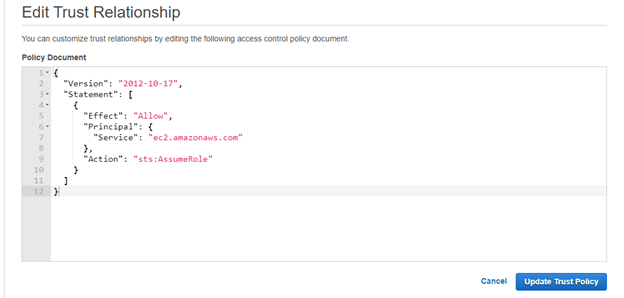 Edit Trust Relationship
You can customize trust relationships by editing the following access control policy document.
Policy Document
1 {
2 "Version": "2012-10-17",
3 "Statement": [
4 {
5 "Effect": "Allow",
6 "Principal": {
7 "Service": "ec2.amazonaws.com"
8 },
9 "Action": "sts:AssumeRole"
10 }
11 ]
12 }
Cancel Update Trust Policy